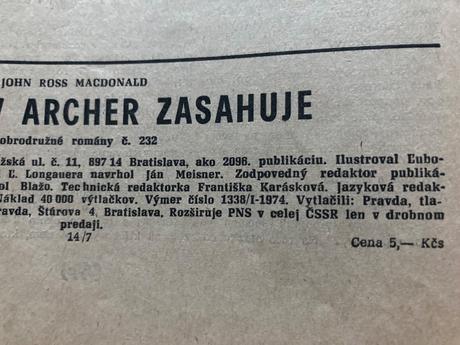 JOHN ROSS MACDONALD
ARCHER ZASAHUJE
obrodružné romány č. 232
žská ul. č. 11, 897 14 Bratislava, ako 2096. publikáciu. Ilustroval Ľubo-
Ľ. Longauera navrhol Ján Meisner. Zodpovedný redaktor publiká-
ol Blažo. Technická redaktorka Františka Karásková. Jazyková redak-
Náklad 40 000 výtlačkov. Výmer číslo 1338/I-1974. Vytlačili: Pravda, tla-
ravda, Štúrova 4, Bratislava. Rozširuje PNS v celej ČSSR len v drobnom
predaji.
14/7
Cena 5,— Kčs